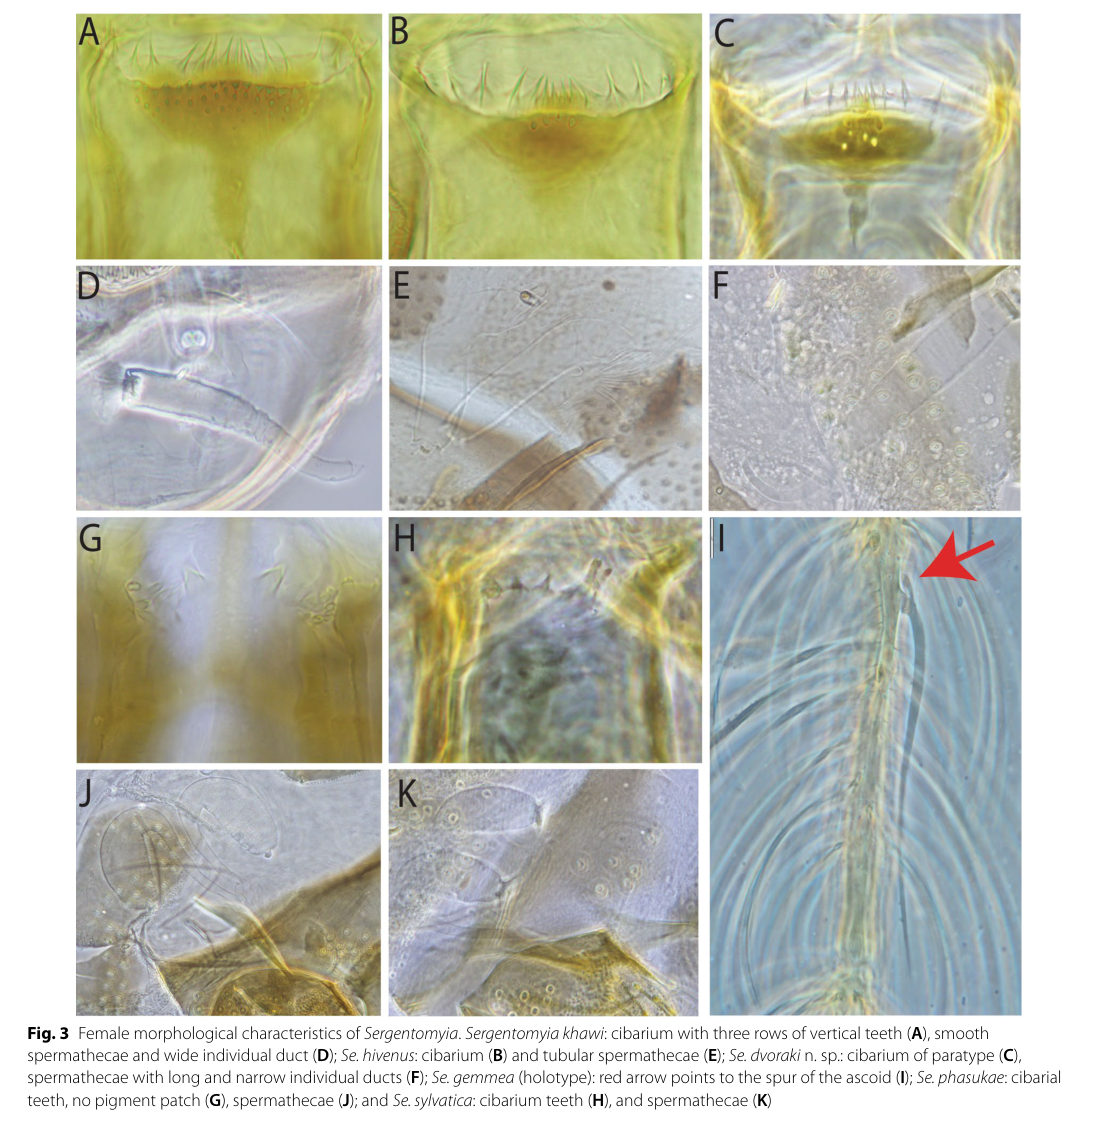 A
B
C
D
E
F
G
H
I
J
K
Fig. 3 Female morphological characteristics of Sergentomyia. Sergentomyia khawi: cibarium with three rows of vertical teeth (A), smooth
spermathecae and wide individual duct (D); Se. hivenus: cibarium (B) and tubular spermathecae (E); Se. dvoraki n. sp.: cibarium of paratype (C),
spermathecae with long and narrow individual ducts (F); Se. gemmea (holotype): red arrow points to the spur of the ascoid (I); Se. phasukae: cibarial
teeth, no pigment patch (G), spermathecae (J); and Se. sylvatica: cibarium teeth (H), and spermathecae (K)